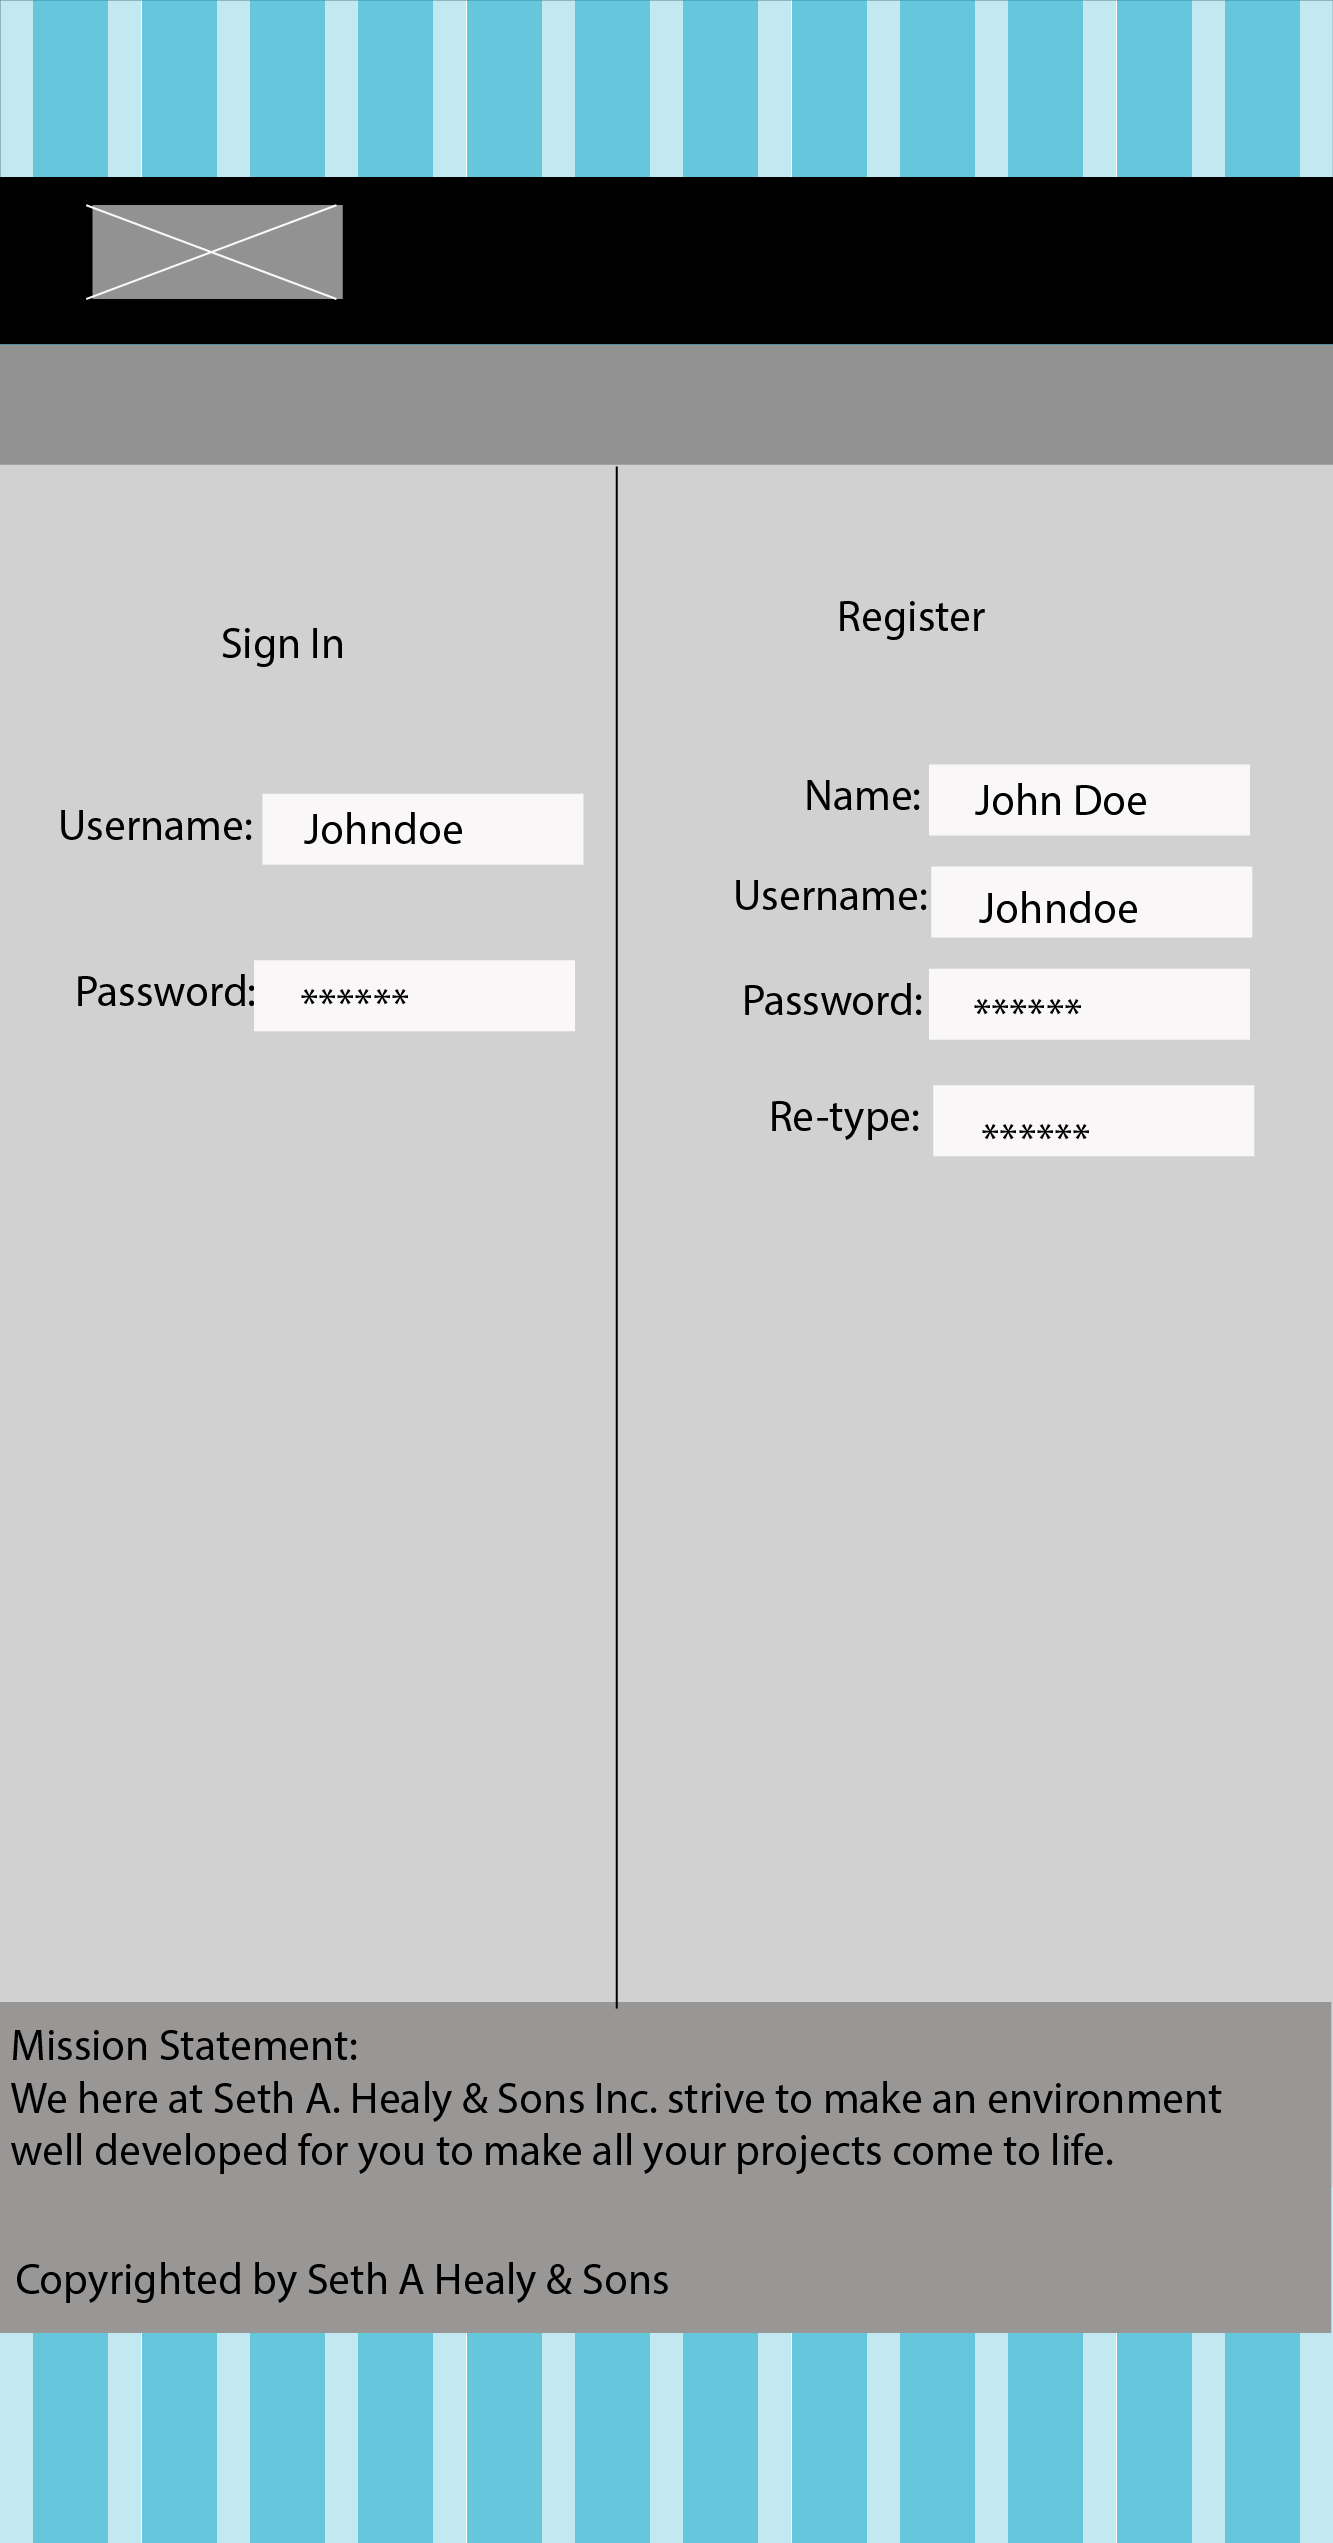 Sign In
Username: Johndoe
Password: ******
Register
Name: John Doe
Username: Johndoe
Password: ******
Re-type: ******
Mission Statement:
We here at Seth A. Healy & Sons Inc. strive to make an environment
well developed for you to make all your projects come to life.
Copyrighted by Seth A Healy & Sons